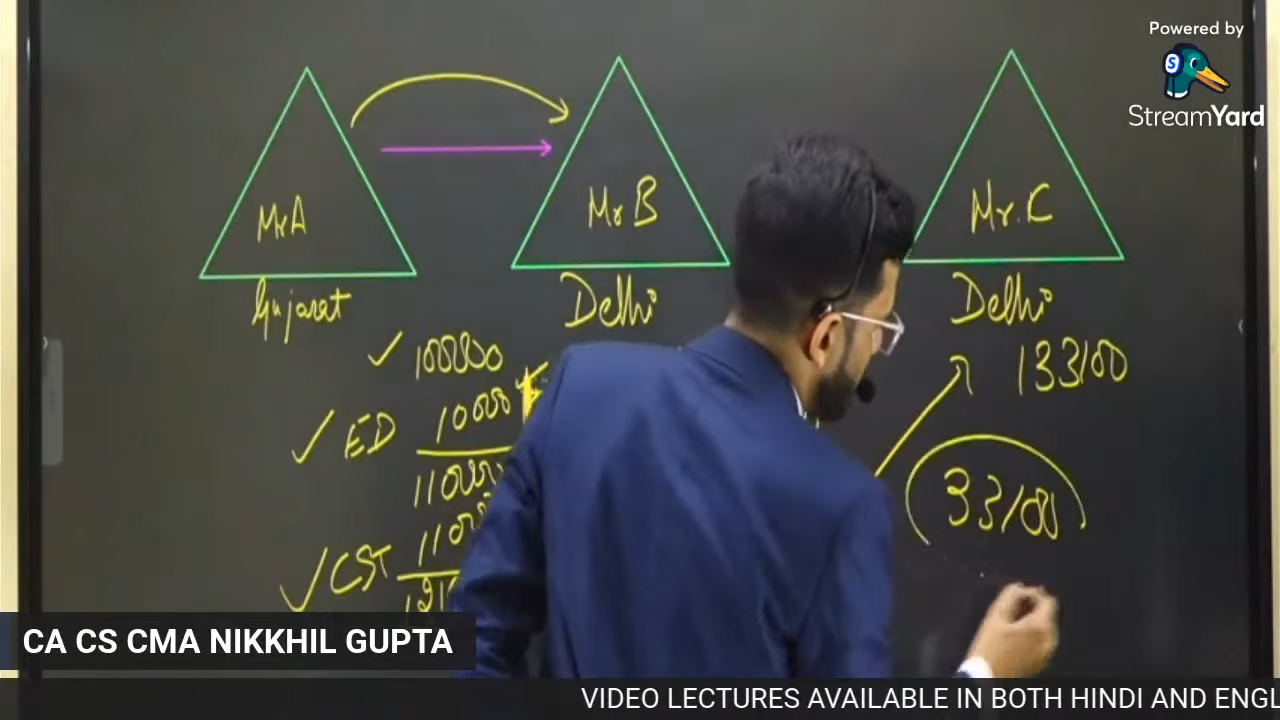 Powered by
StreamYard
Mr A
Mr B
Mr. C
Gujarat
Delhi
Delhi
✓ 100000
133100
✓ ED 10000
110000
33100
✓ CST
CA CS CMA NIKKHIL GUPTA
VIDEO LECTURES AVAILABLE IN BOTH HINDI AND ENGL